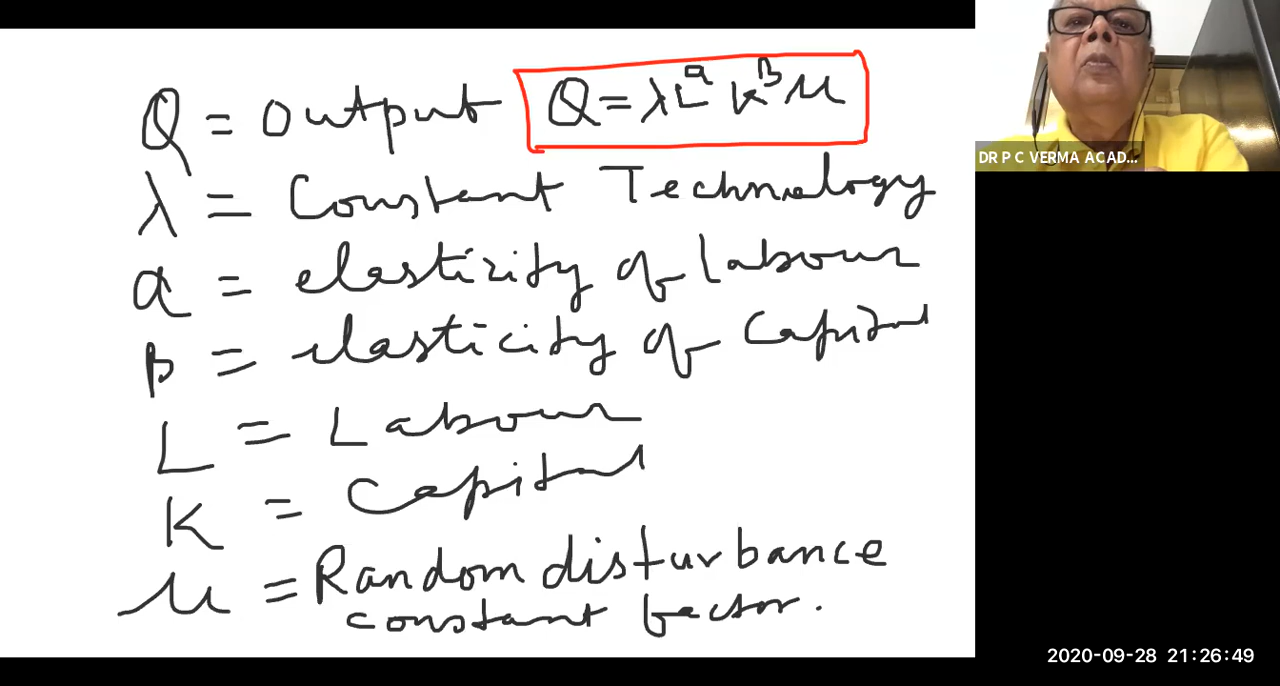 Q = Output Q = λL^α K^β μ
λ = Constant Technology
α = elasticity of labour
β = elasticity of Capital
L = Labour
K = Capital
μ = Random disturbance
constant factor.
DR P C VERMA ACAD...
2020-09-28 21:26:49